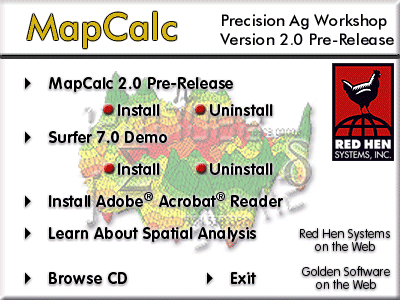 MapCalc
Precision Ag Workshop
Version 2.0 Pre-Release
MapCalc 2.0 Pre-Release
Install Uninstall
Surfer 7.0 Demo
Install Uninstall
Install Adobe® Acrobat® Reader
Learn About Spatial Analysis
Browse CD Exit
RED HEN
SYSTEMS, INC.
Red Hen Systems
on the Web
Golden Software
on the Web